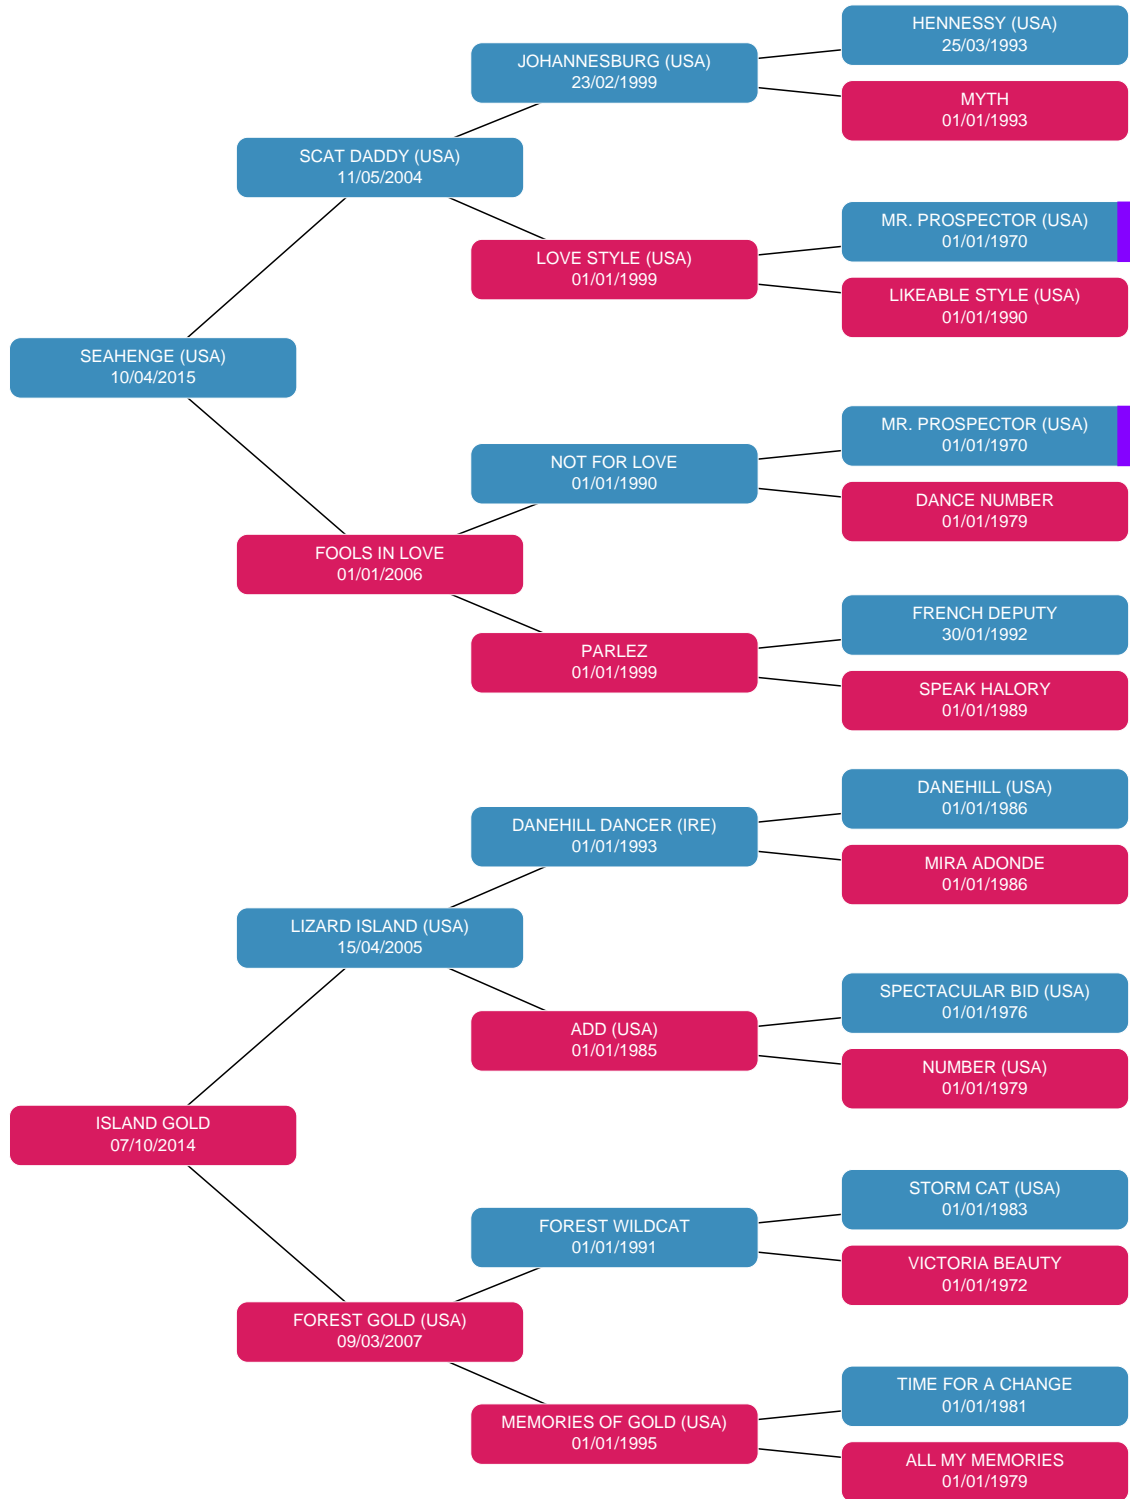 HENNESSY (USA)
25/03/1993
JOHANNESBURG (USA)
23/02/1999
MYTH
01/01/1993
SCAT DADDY (USA)
11/05/2004
MR. PROSPECTOR (USA)
01/01/1970
LOVE STYLE (USA)
01/01/1999
LIKEABLE STYLE (USA)
01/01/1990
SEAHENGE (USA)
10/04/2015
MR. PROSPECTOR (USA)
01/01/1970
NOT FOR LOVE
01/01/1990
DANCE NUMBER
01/01/1979
FOOLS IN LOVE
01/01/2006
FRENCH DEPUTY
30/01/1992
PARLEZ
01/01/1999
SPEAK HALORY
01/01/1989
DANEHILL (USA)
01/01/1986
DANEHILL DANCER (IRE)
01/01/1993
MIRA ADONDE
01/01/1986
LIZARD ISLAND (USA)
15/04/2005
SPECTACULAR BID (USA)
01/01/1976
ADD (USA)
01/01/1985
NUMBER (USA)
01/01/1979
ISLAND GOLD
07/10/2014
STORM CAT (USA)
01/01/1983
FOREST WILDCAT
01/01/1991
VICTORIA BEAUTY
01/01/1972
FOREST GOLD (USA)
09/03/2007
TIME FOR A CHANGE
01/01/1981
MEMORIES OF GOLD (USA)
01/01/1995
ALL MY MEMORIES
01/01/1979